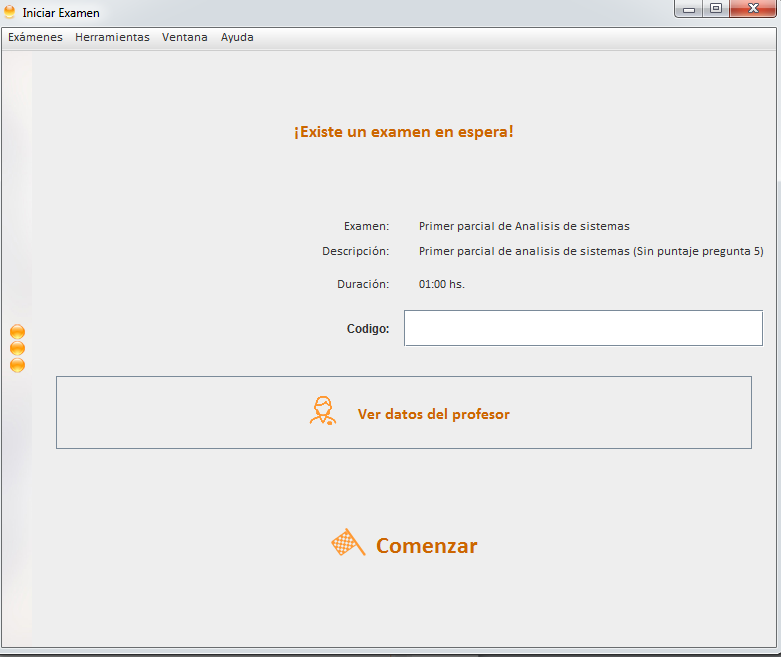 Iniciar Examen
Exámenes Herramientas Ventana Ayuda
¡Existe un examen en espera!
Examen: Primer parcial de Analisis de sistemas
Descripción: Primer parcial de analisis de sistemas (Sin puntaje pregunta 5)
Duración: 01:00 hs.
Codigo:
Ver datos del profesor
Comenzar